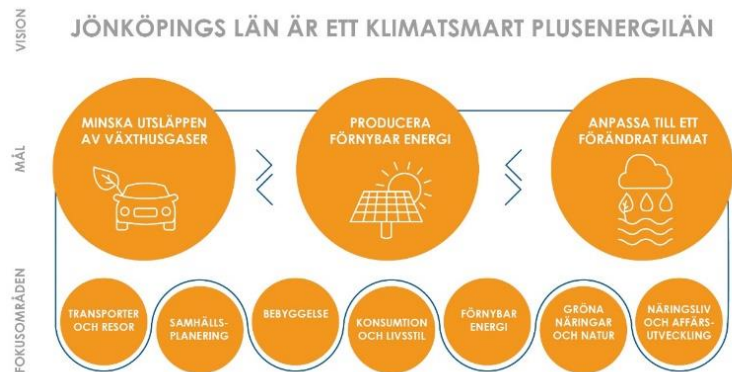 VISION
JÖNKÖPINGS LÄN ÄR ETT KLIMATSMART PLUSENERGILÄN
MÅL
MINSKA UTSLÄPPEN
AV VÄXTHUSGASER
PRODUCERA
FÖRNYBAR ENERGI
ANPASSA TILL ETT
FÖRÄNDRAT KLIMAT
FOKUSOMRÅDEN
TRANSPORTER
OCH RESOR
SAMHÄLLS-
PLANERING
BEBYGGELSE
KONSUMTION
OCH LIVSSTIL
FÖRNYBAR
ENERGI
GRÖNA
NÄRINGAR
OCH NATUR
NÄRINGSLIV
OCH AFFÄRS-
UTVECKLING